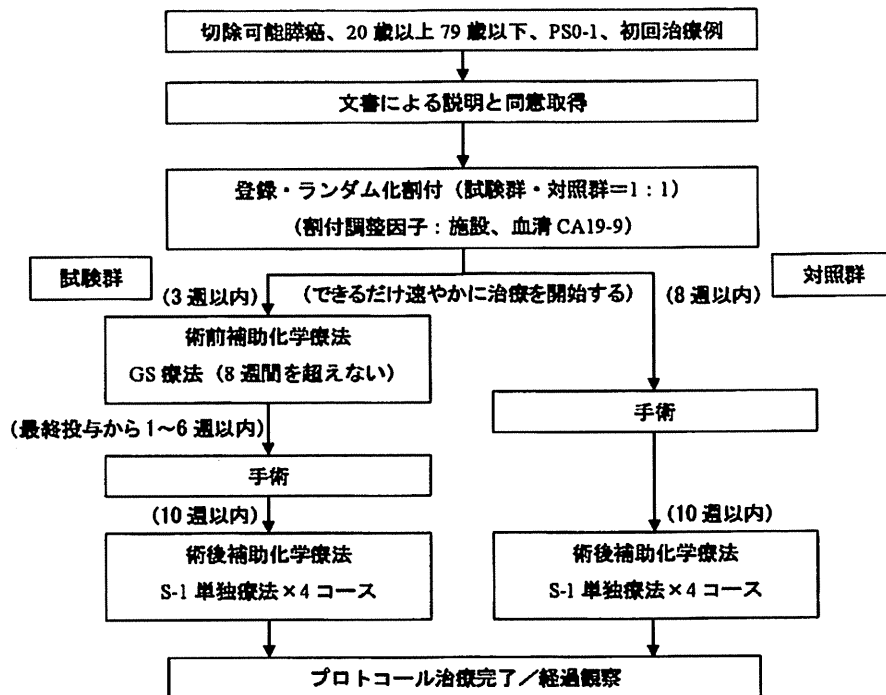 切除可能膵癌、20歳以上79歳以下、PS0-1、初回治療例
文書による説明と同意取得
登録・ランダム化割付（試験群・対照群＝1：1）
（割付調整因子：施設、血清CA19-9）
試験群
対照群
（3週以内）
（できるだけ速やかに治療を開始する）
（8週以内）
術前補助化学療法
GS療法（8週間を超えない）
手術
（最終投与から1～6週以内）
手術
（10週以内）
（10週以内）
術後補助化学療法
S-1単独療法×4コース
術後補助化学療法
S-1単独療法×4コース
プロトコール治療完了／経過観察